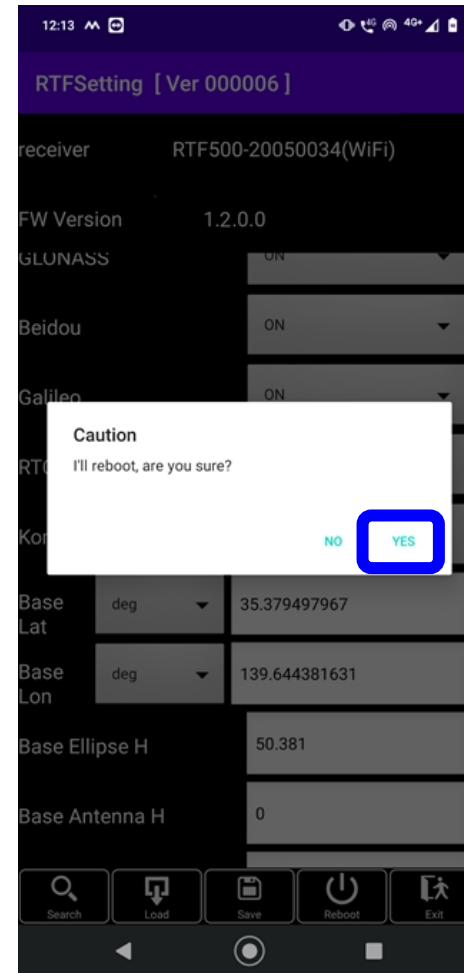 12:13
4G 4G+
RTFSetting [ Ver 000006 ]
receiver RTF500-20050034(WiFi)
FW Version 1.2.0.0
GLONASS ON
Beidou ON
Galileo ON
Caution
I'll reboot, are you sure?
NO YES
Base Lat deg 35.379497967
Base Lon deg 139.644381631
Base Ellipse H 50.381
Base Antenna H 0
Search Load Save Reboot Exit